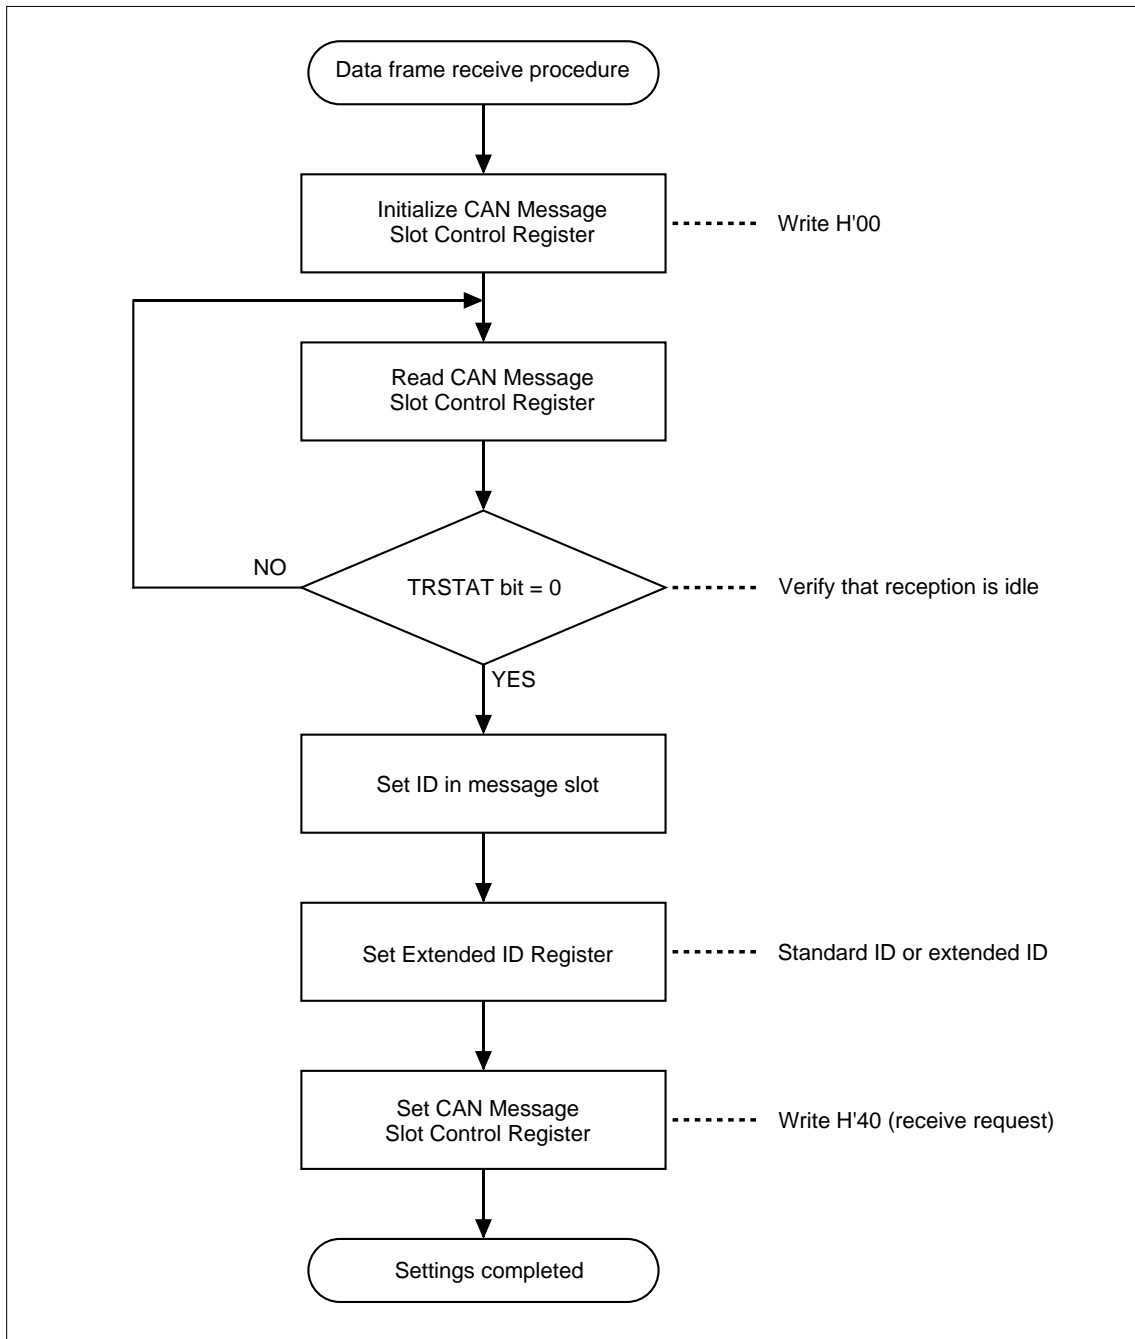 Data frame receive procedure
Initialize CAN Message
Slot Control Register
Write H'00
Read CAN Message
Slot Control Register
NO
TRSTAT bit = 0
Verify that reception is idle
YES
Set ID in message slot
Set Extended ID Register
Standard ID or extended ID
Set CAN Message
Slot Control Register
Write H'40 (receive request)
Settings completed